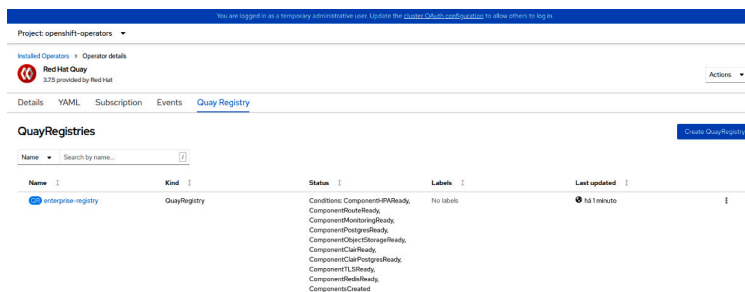 You are logged in as a temporary administrative user. Update the cluster OAuth configuration to allow others to log in.
Project: openshift-operators
Installed Operators > Operator details
Red Hat Quay
3.7.5 provided by Red Hat
Actions
Details YAML Subscription Events Quay Registry
QuayRegistries
Create QuayRegistry
Name Search by name... /
Name Kind Status Labels Last updated
QR enterprise-registry QuayRegistry Conditions: ComponentHPAReady, No labels há 1 minuto
ComponentRouteReady,
ComponentMonitoringReady,
ComponentPostgresReady,
ComponentObjectStorageReady,
ComponentClairReady,
ComponentClairPostgresReady,
ComponentTLSReady,
ComponentRedisReady,
ComponentsCreated